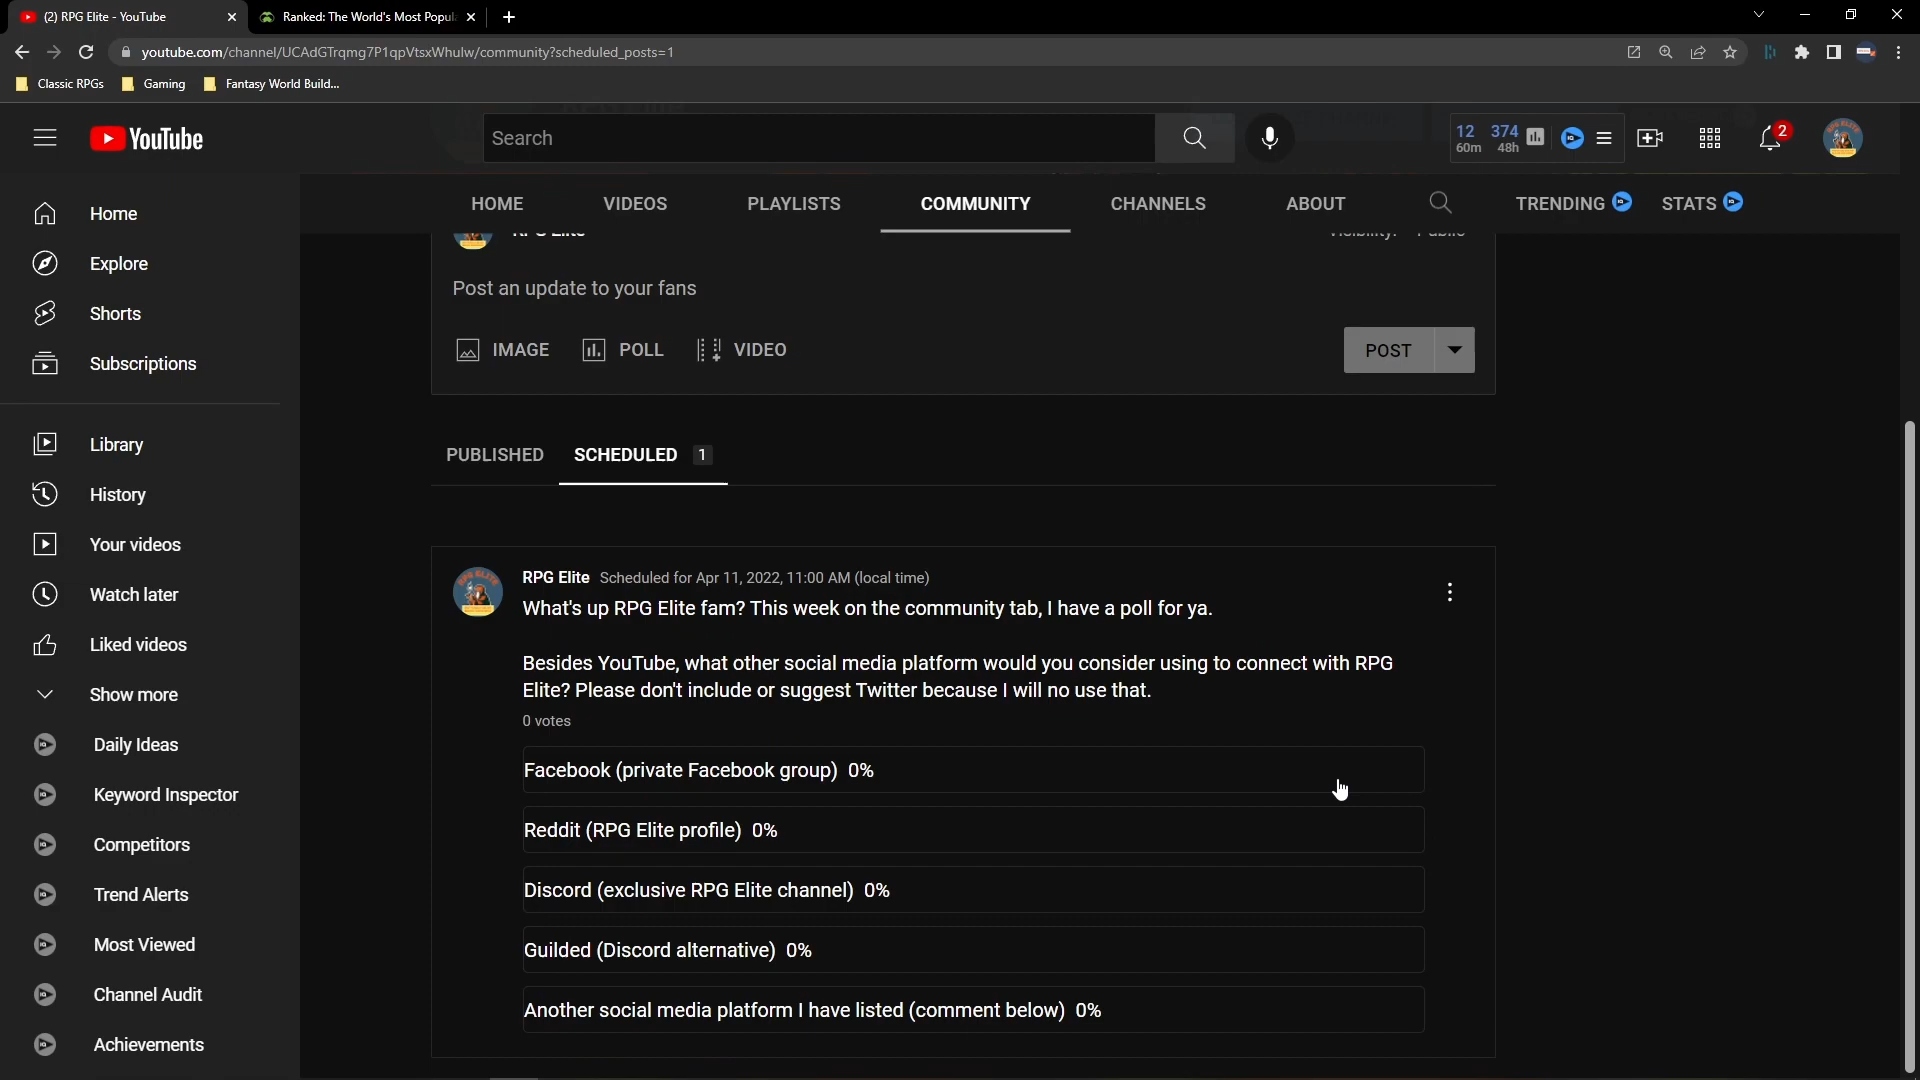 (2) RPG Elite - YouTube
Ranked: The World's Most Popul
youtube.com/channel/UCAdGTrqmg7P1qpVtsxWhulw/community?scheduled_posts=1
Classic RPGs
Gaming
Fantasy World Build...
YouTube
Search
12
60m
374
48h
2
Home
Explore
Shorts
Subscriptions
Library
History
Your videos
Watch later
Liked videos
Show more
Daily Ideas
Keyword Inspector
Competitors
Trend Alerts
Most Viewed
Channel Audit
Achievements
HOME
VIDEOS
PLAYLISTS
COMMUNITY
CHANNELS
ABOUT
TRENDING
STATS
Post an update to your fans
IMAGE
POLL
VIDEO
POST
PUBLISHED
SCHEDULED 1
RPG Elite Scheduled for Apr 11, 2022, 11:00 AM (local time)
What's up RPG Elite fam? This week on the community tab, I have a poll for ya.
Besides YouTube, what other social media platform would you consider using to connect with RPG
Elite? Please don't include or suggest Twitter because I will no use that.
0 votes
Facebook (private Facebook group) 0%
Reddit (RPG Elite profile) 0%
Discord (exclusive RPG Elite channel) 0%
Guilded (Discord alternative) 0%
Another social media platform I have listed (comment below) 0%